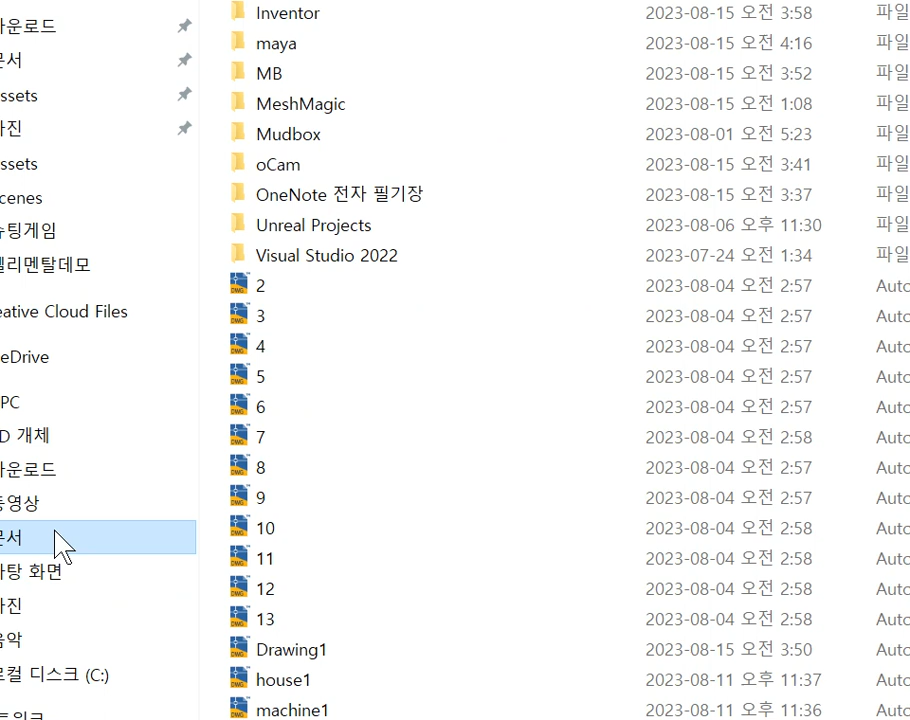 운로드
ssets
ssets
cenes
슈팅게임
리멘탈데모
eative Cloud Files
eDrive
PC
D 개체
운로드
동영상
문서
탕 화면
음악
컬 디스크 (C:)
Inventor 2023-08-15 오전 3:58 파일
maya 2023-08-15 오전 4:16 파일
MB 2023-08-15 오전 3:52 파일
MeshMagic 2023-08-15 오전 1:08 파일
Mudbox 2023-08-01 오전 5:23 파일
oCam 2023-08-15 오전 3:41 파일
OneNote 전자 필기장 2023-08-15 오전 3:37 파일
Unreal Projects 2023-08-06 오후 11:30 파일
Visual Studio 2022 2023-07-24 오전 1:34 파일
2 2023-08-04 오전 2:57 Auto
3 2023-08-04 오전 2:57 Auto
4 2023-08-04 오전 2:57 Auto
5 2023-08-04 오전 2:57 Auto
6 2023-08-04 오전 2:57 Auto
7 2023-08-04 오전 2:58 Auto
8 2023-08-04 오전 2:57 Auto
9 2023-08-04 오전 2:57 Auto
10 2023-08-04 오전 2:58 Auto
11 2023-08-04 오전 2:58 Auto
12 2023-08-04 오전 2:58 Auto
13 2023-08-04 오전 2:58 Auto
Drawing1 2023-08-15 오전 3:50 Auto
house1 2023-08-11 오후 11:37 Auto
machine1 2023-08-11 오후 11:36 Auto